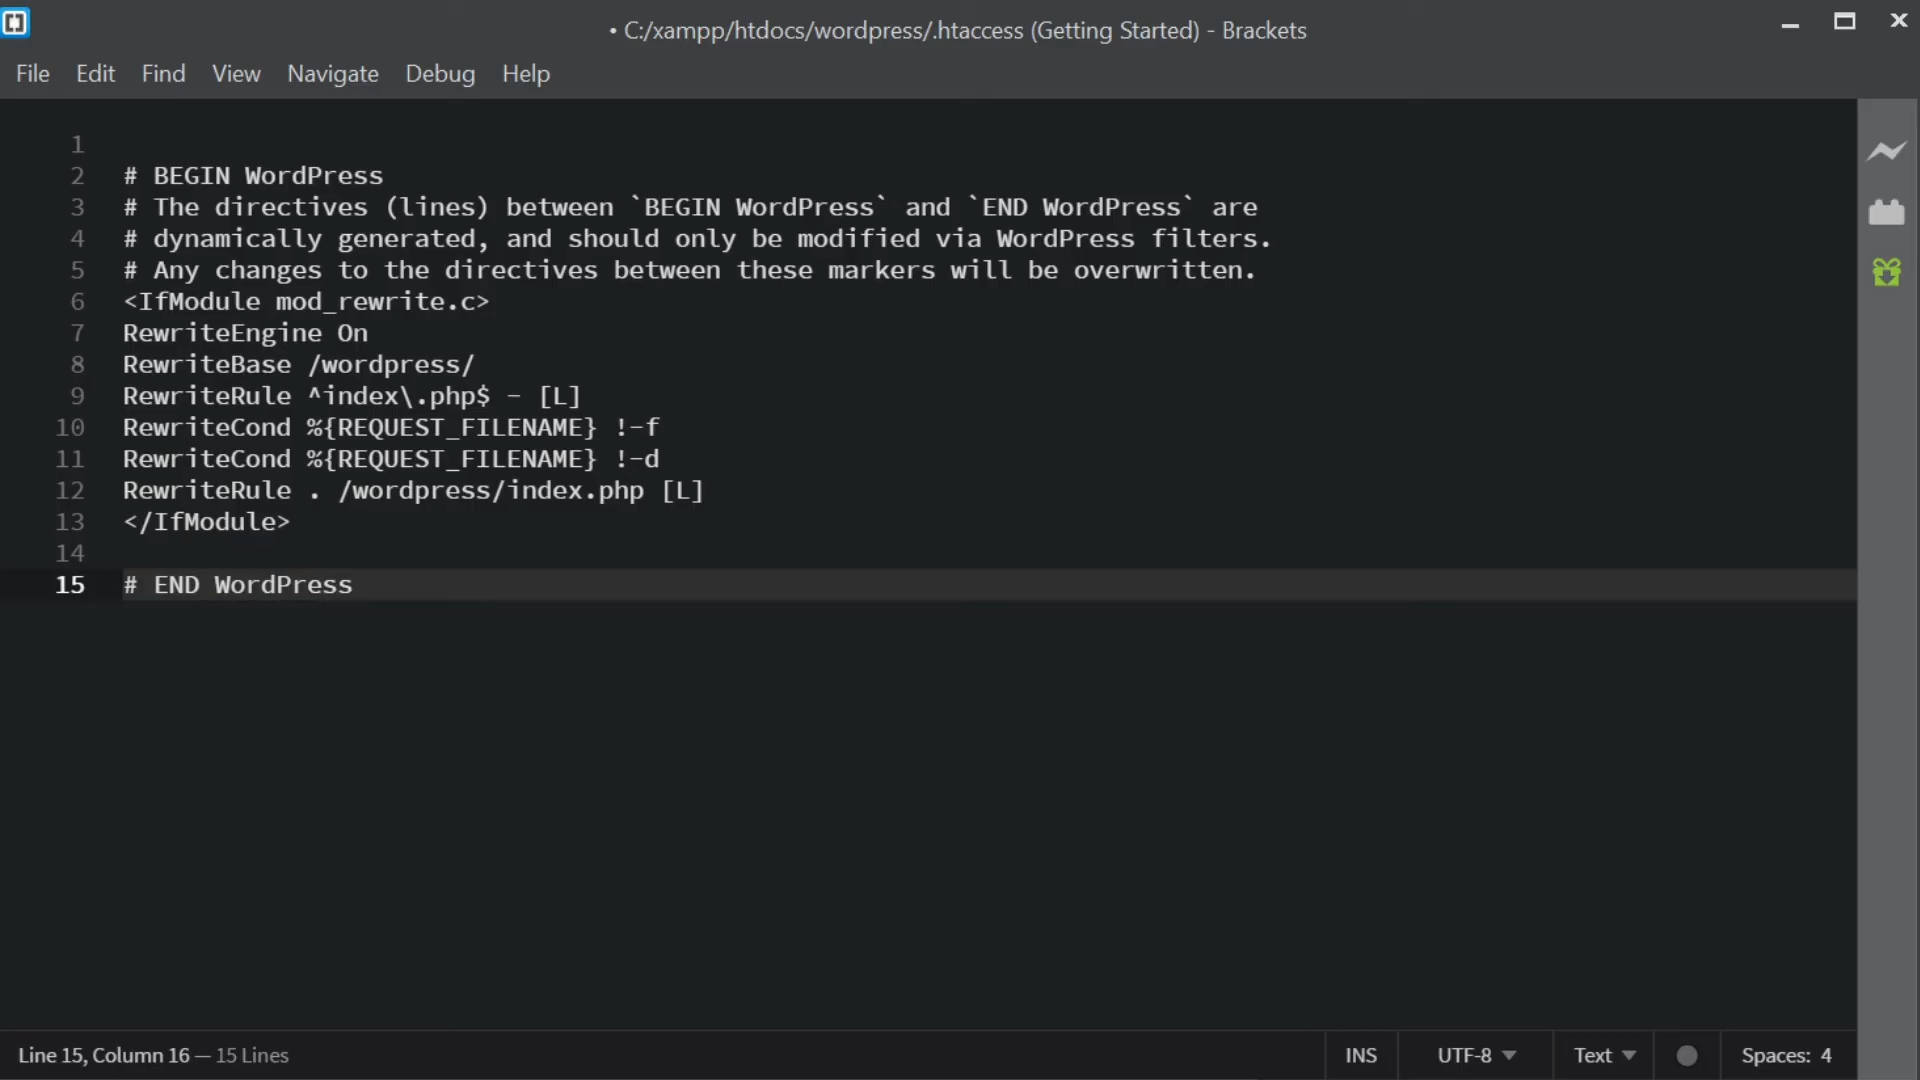 • C:/xampp/htdocs/wordpress/.htaccess (Getting Started) - Brackets
File Edit Find View Navigate Debug Help
1
2 # BEGIN WordPress
3 # The directives (lines) between `BEGIN WordPress` and `END WordPress` are
4 # dynamically generated, and should only be modified via WordPress filters.
5 # Any changes to the directives between these markers will be overwritten.
6 <IfModule mod_rewrite.c>
7 RewriteEngine On
8 RewriteBase /wordpress/
9 RewriteRule ^index\.php$ - [L]
10 RewriteCond %{REQUEST_FILENAME} !-f
11 RewriteCond %{REQUEST_FILENAME} !-d
12 RewriteRule . /wordpress/index.php [L]
13 </IfModule>
14
15 # END WordPress
Line 15, Column 16 — 15 Lines INS UTF-8 Text Spaces: 4